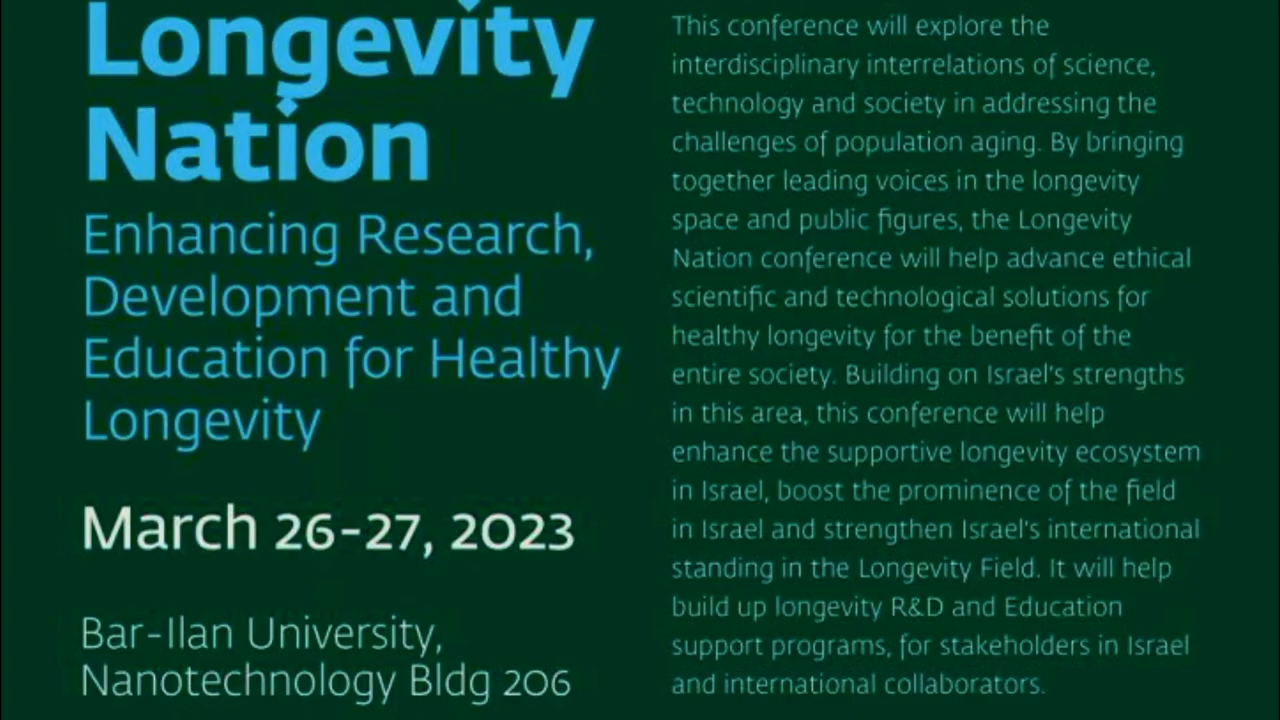 Longevity
Nation
Enhancing Research,
Development and
Education for Healthy
Longevity
March 26-27, 2023
Bar-Ilan University,
Nanotechnology Bldg 206
This conference will explore the
interdisciplinary interrelations of science,
technology and society in addressing the
challenges of population aging. By bringing
together leading voices in the longevity
space and public figures, the Longevity
Nation conference will help advance ethical
scientific and technological solutions for
healthy longevity for the benefit of the
entire society. Building on Israel's strengths
in this area, this conference will help
enhance the supportive longevity ecosystem
in Israel, boost the prominence of the field
in Israel and strengthen Israel's international
standing in the Longevity Field. It will help
build up longevity R&D and Education
support programs, for stakeholders in Israel
and international collaborators.